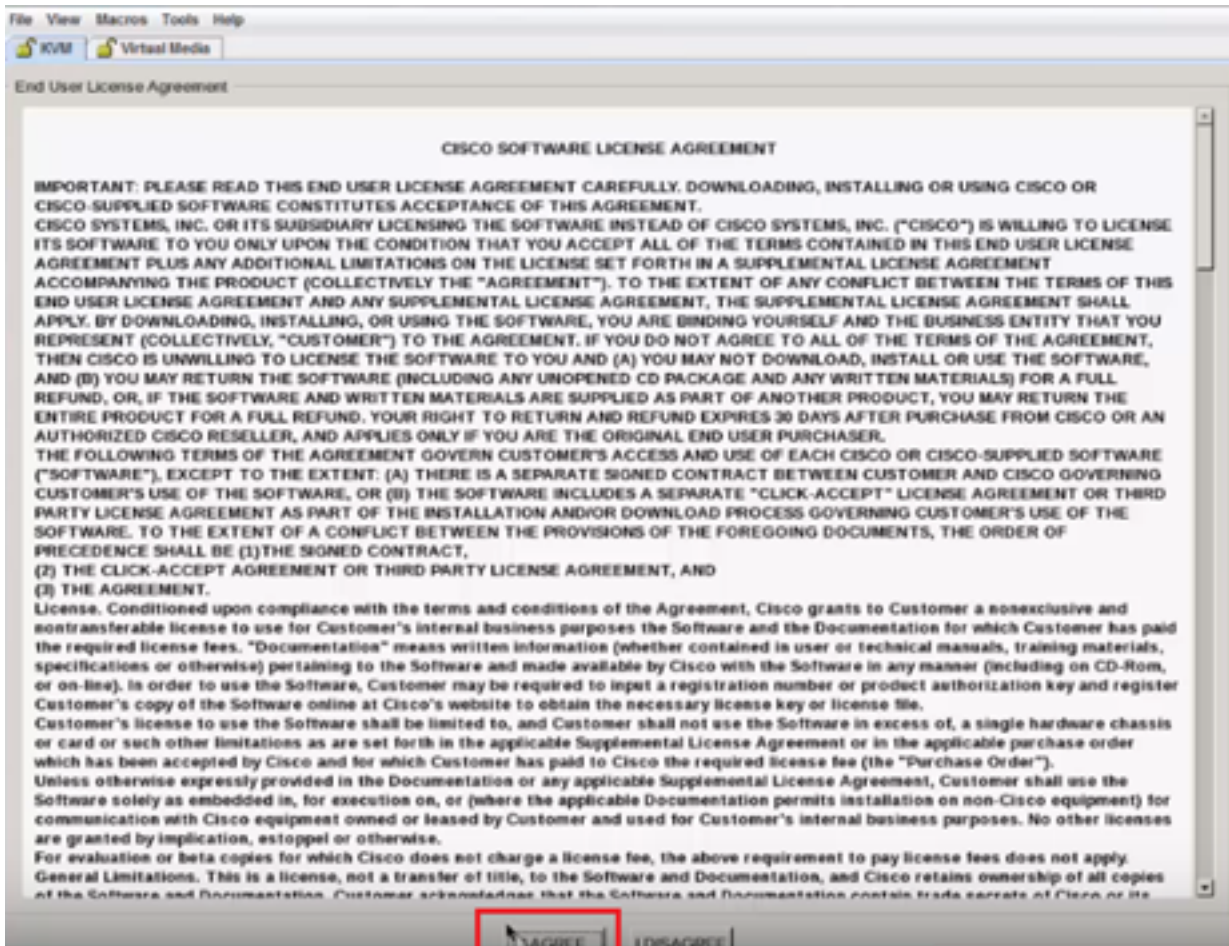 File View Macros Tools Help
KVM Virtual Media
End User License Agreement
CISCO SOFTWARE LICENSE AGREEMENT
IMPORTANT: PLEASE READ THIS END USER LICENSE AGREEMENT CAREFULLY. DOWNLOADING, INSTALLING OR USING CISCO OR
CISCO-SUPPLIED SOFTWARE CONSTITUTES ACCEPTANCE OF THIS AGREEMENT.
CISCO SYSTEMS, INC. OR ITS SUBSIDIARY LICENSING THE SOFTWARE INSTEAD OF CISCO SYSTEMS, INC. ("CISCO") IS WILLING TO LICENSE
ITS SOFTWARE TO YOU ONLY UPON THE CONDITION THAT YOU ACCEPT ALL OF THE TERMS CONTAINED IN THIS END USER LICENSE
AGREEMENT PLUS ANY ADDITIONAL LIMITATIONS ON THE LICENSE SET FORTH IN A SUPPLEMENTAL LICENSE AGREEMENT
ACCOMPANYING THE PRODUCT (COLLECTIVELY THE "AGREEMENT"). TO THE EXTENT OF ANY CONFLICT BETWEEN THE TERMS OF THIS
END USER LICENSE AGREEMENT AND ANY SUPPLEMENTAL LICENSE AGREEMENT, THE SUPPLEMENTAL LICENSE AGREEMENT SHALL
APPLY. BY DOWNLOADING, INSTALLING, OR USING THE SOFTWARE, YOU ARE BINDING YOURSELF AND THE BUSINESS ENTITY THAT YOU
REPRESENT (COLLECTIVELY, "CUSTOMER") TO THE AGREEMENT. IF YOU DO NOT AGREE TO ALL OF THE TERMS OF THE AGREEMENT,
THEN CISCO IS UNWILLING TO LICENSE THE SOFTWARE TO YOU AND (A) YOU MAY NOT DOWNLOAD, INSTALL OR USE THE SOFTWARE,
AND (B) YOU MAY RETURN THE SOFTWARE (INCLUDING ANY UNOPENED CD PACKAGE AND ANY WRITTEN MATERIALS) FOR A FULL
REFUND, OR, IF THE SOFTWARE AND WRITTEN MATERIALS ARE SUPPLIED AS PART OF ANOTHER PRODUCT, YOU MAY RETURN THE
ENTIRE PRODUCT FOR A FULL REFUND. YOUR RIGHT TO RETURN AND REFUND EXPIRES 30 DAYS AFTER PURCHASE FROM CISCO OR AN
AUTHORIZED CISCO RESELLER, AND APPLIES ONLY IF YOU ARE THE ORIGINAL END USER PURCHASER.
THE FOLLOWING TERMS OF THE AGREEMENT GOVERN CUSTOMER'S ACCESS AND USE OF EACH CISCO OR CISCO-SUPPLIED SOFTWARE
("SOFTWARE"), EXCEPT TO THE EXTENT: (A) THERE IS A SEPARATE SIGNED CONTRACT BETWEEN CUSTOMER AND CISCO GOVERNING
CUSTOMER'S USE OF THE SOFTWARE, OR (B) THE SOFTWARE INCLUDES A SEPARATE "CLICK-ACCEPT" LICENSE AGREEMENT OR THIRD
PARTY LICENSE AGREEMENT AS PART OF THE INSTALLATION AND/OR DOWNLOAD PROCESS GOVERNING CUSTOMER'S USE OF THE
SOFTWARE. TO THE EXTENT OF A CONFLICT BETWEEN THE PROVISIONS OF THE FOREGOING DOCUMENTS, THE ORDER OF
PRECEDENCE SHALL BE (1)THE SIGNED CONTRACT,
(2) THE CLICK-ACCEPT AGREEMENT OR THIRD PARTY LICENSE AGREEMENT, AND
(3) THE AGREEMENT.
License. Conditioned upon compliance with the terms and conditions of the Agreement, Cisco grants to Customer a nonexclusive and
nontransferable license to use for Customer's internal business purposes the Software and the Documentation for which Customer has paid
the required license fees. "Documentation" means written information (whether contained in user or technical manuals, training materials,
specifications or otherwise) pertaining to the Software and made available by Cisco with the Software in any manner (including on CD-Rom,
or on-line). In order to use the Software, Customer may be required to input a registration number or product authorization key and register
Customer's copy of the Software online at Cisco's website to obtain the necessary license key or license file.
Customer's license to use the Software shall be limited to, and Customer shall not use the Software in excess of, a single hardware chassis
or card or such other limitations as are set forth in the applicable Supplemental License Agreement or in the applicable purchase order
which has been accepted by Cisco and for which Customer has paid to Cisco the required license fee (the "Purchase Order").
Unless otherwise expressly provided in the Documentation or any applicable Supplemental License Agreement, Customer shall use the
Software solely as embedded in, for execution on, or (where the applicable Documentation permits installation on non-Cisco equipment) for
communication with Cisco equipment owned or leased by Customer and used for Customer's internal business purposes. No other licenses
are granted by implication, estoppel or otherwise.
For evaluation or beta copies for which Cisco does not charge a license fee, the above requirement to pay license fees does not apply.
General Limitations. This is a license, not a transfer of title, to the Software and Documentation, and Cisco retains ownership of all copies
of the Software and Documentation. Customer acknowledges that the Software and Documentation contain trade secrets of Cisco or its
AGREE I DISAGREE